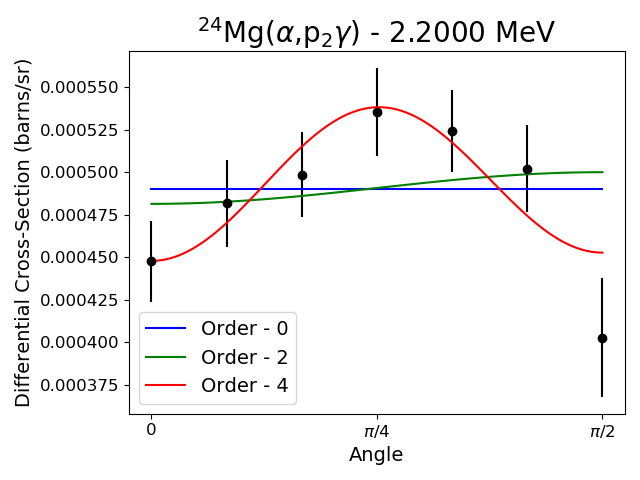 ²⁴Mg(α,p₂γ) - 2.2000 MeV
Differential Cross-Section (barns/sr)
0.000550
0.000525
0.000500
0.000475
0.000450
0.000425
0.000400
0.000375
Order - 0
Order - 2
Order - 4
0 π/4 π/2
Angle